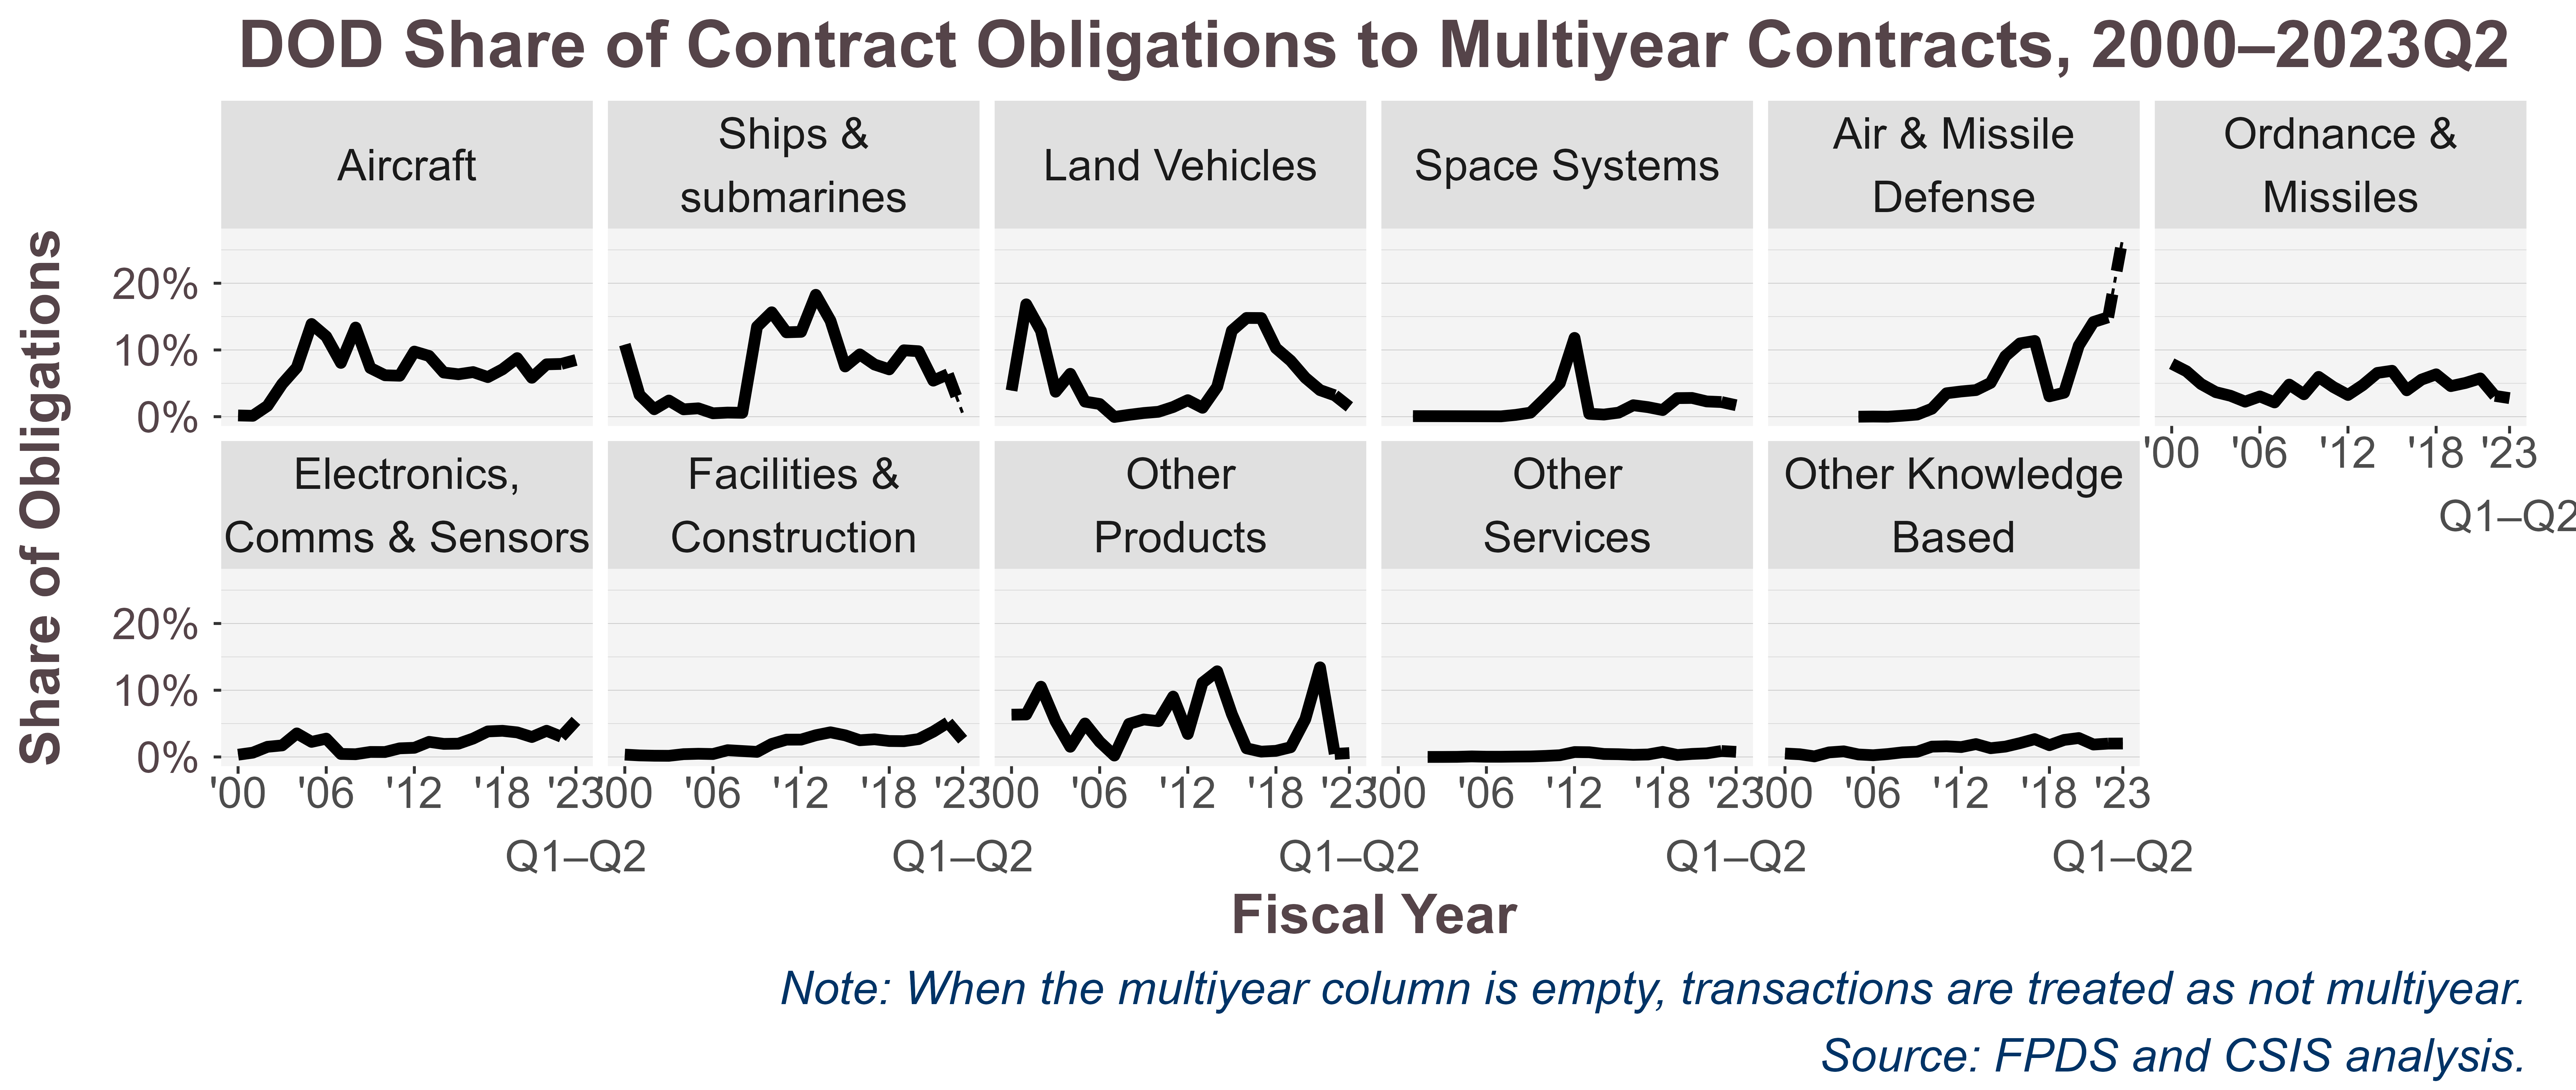 DOD Share of Contract Obligations to Multiyear Contracts, 2000–2023Q2
Share of Obligations
Aircraft
Ships &
submarines
Land Vehicles
Space Systems
Air & Missile
Defense
Ordnance &
Missiles
20%
10%
0%
'00 '06 '12 '18 '23
Q1–Q2
Electronics,
Comms & Sensors
Facilities &
Construction
Other
Products
Other
Services
Other Knowledge
Based
20%
10%
0%
'00 '06 '12 '18 '23
Q1–Q2
'00 '06 '12 '18 '23
Q1–Q2
'00 '06 '12 '18 '23
Q1–Q2
'00 '06 '12 '18 '23
Q1–Q2
'00 '06 '12 '18 '23
Q1–Q2
Fiscal Year
Note: When the multiyear column is empty, transactions are treated as not multiyear.
Source: FPDS and CSIS analysis.